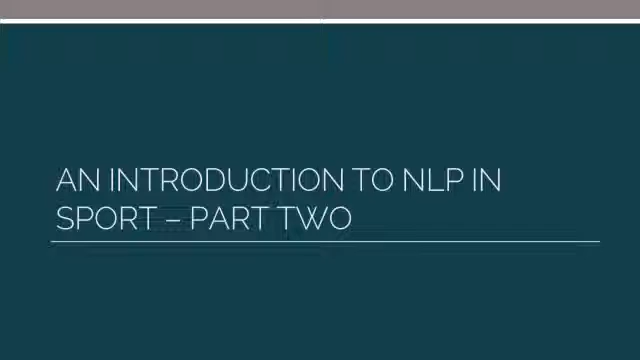 AN INTRODUCTION TO NLP IN
SPORT – PART TWO